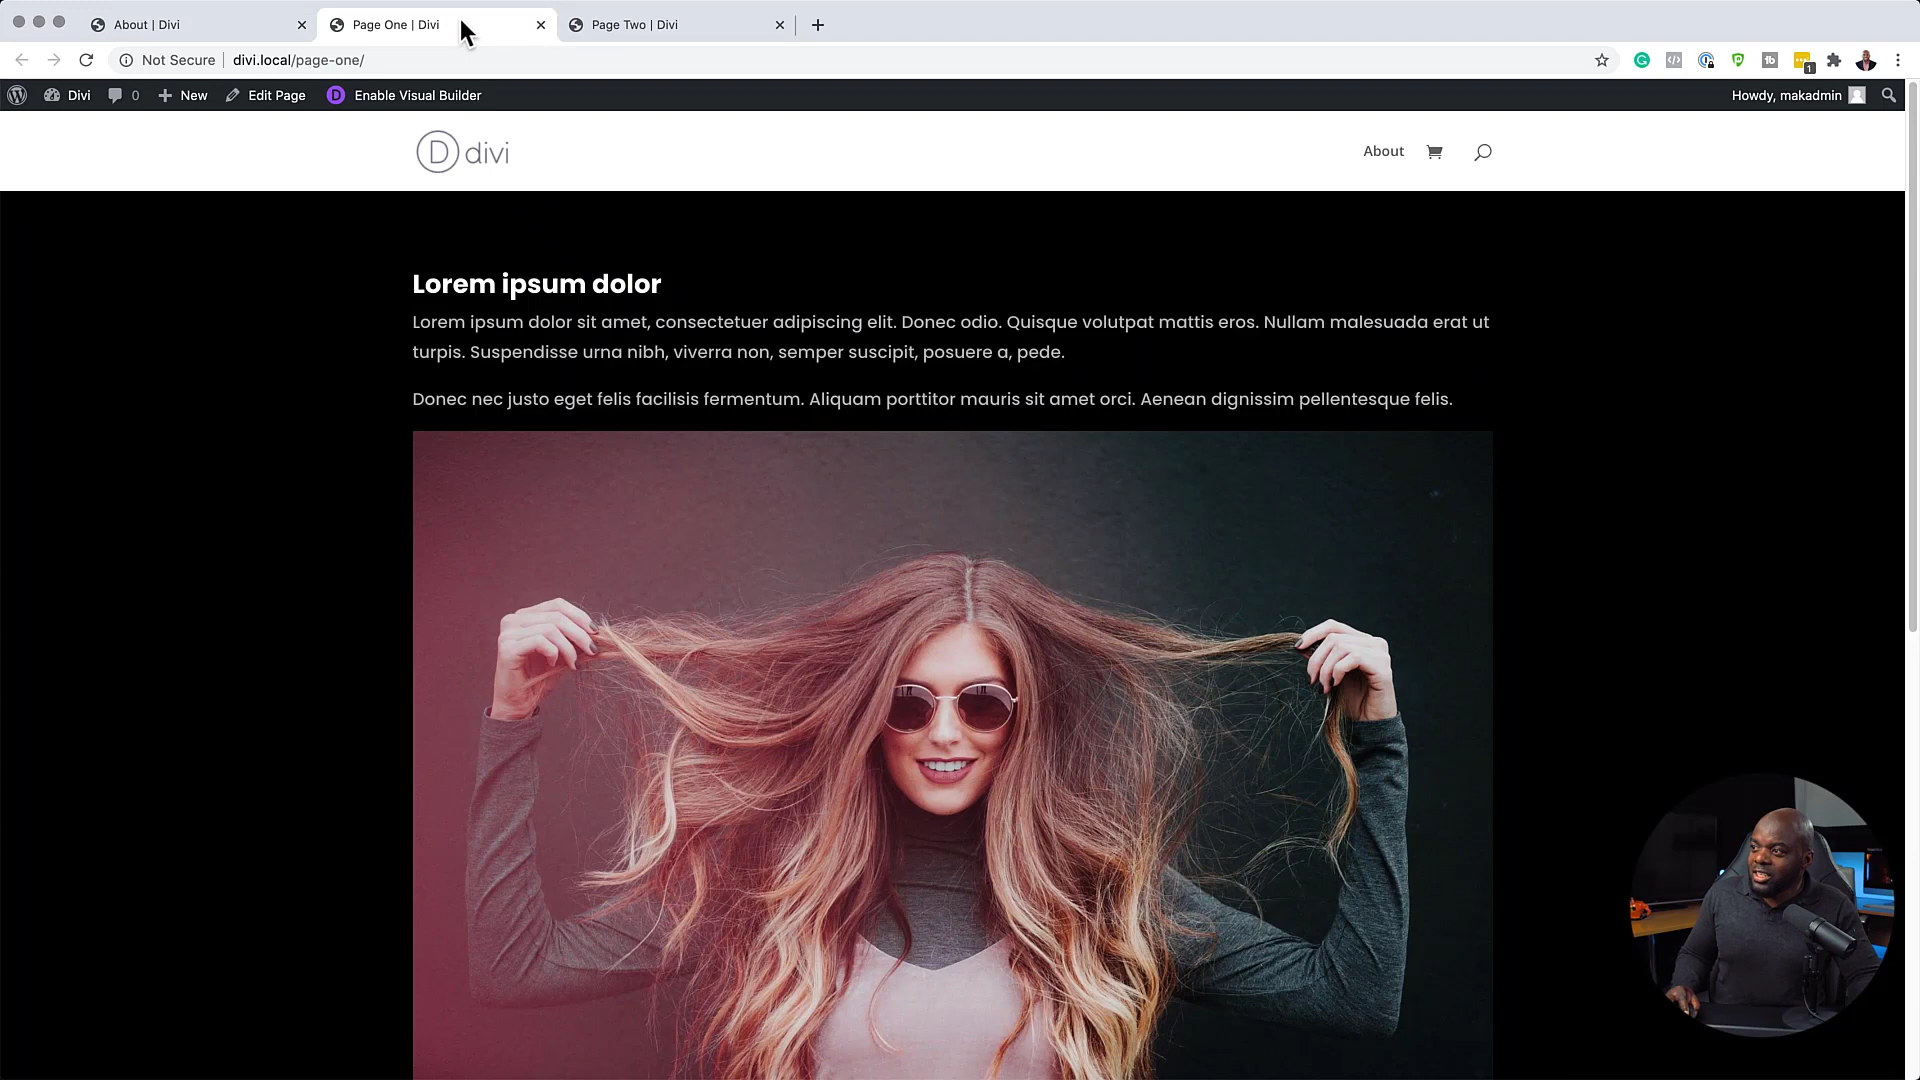 About | Divi
Page One | Divi
Page Two | Divi
Not Secure
divi.local/page-one/
1
Divi
0
New
Edit Page
D
Enable Visual Builder
Howdy, makadmin
D divi
About
Lorem ipsum dolor
Lorem ipsum dolor sit amet, consectetuer adipiscing elit. Donec odio. Quisque volutpat mattis eros. Nullam malesuada erat ut
turpis. Suspendisse urna nibh, viverra non, semper suscipit, posuere a, pede.
Donec nec justo eget felis facilisis fermentum. Aliquam porttitor mauris sit amet orci. Aenean dignissim pellentesque felis.